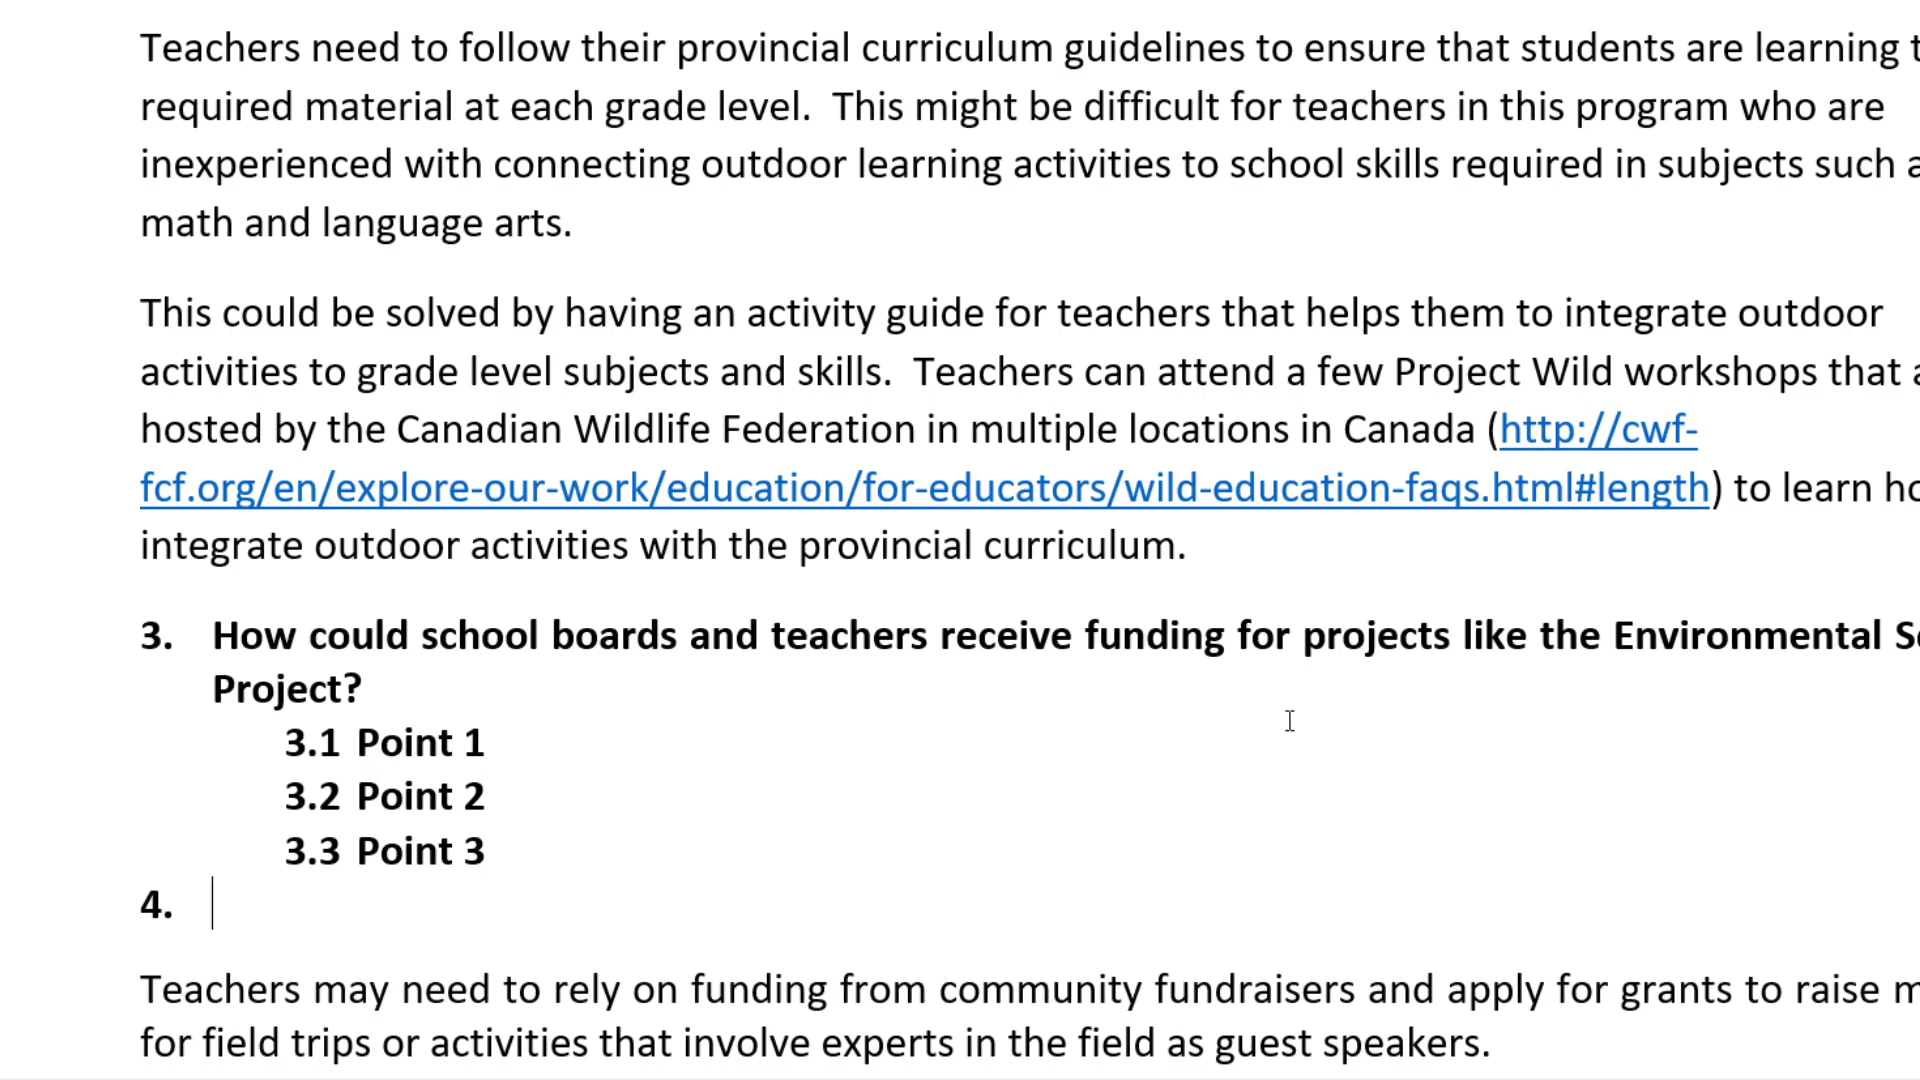 Teachers need to follow their provincial curriculum guidelines to ensure that students are learning
required material at each grade level.  This might be difficult for teachers in this program who are
inexperienced with connecting outdoor learning activities to school skills required in subjects such
math and language arts.
This could be solved by having an activity guide for teachers that helps them to integrate outdoor
activities to grade level subjects and skills.  Teachers can attend a few Project Wild workshops that
hosted by the Canadian Wildlife Federation in multiple locations in Canada (http://cwf-
fcf.org/en/explore-our-work/education/for-educators/wild-education-faqs.html#length) to learn
integrate outdoor activities with the provincial curriculum.
3. How could school boards and teachers receive funding for projects like the Environmental
Project?
3.1 Point 1
3.2 Point 2
3.3 Point 3
4.
Teachers may need to rely on funding from community fundraisers and apply for grants to raise
for field trips or activities that involve experts in the field as guest speakers.